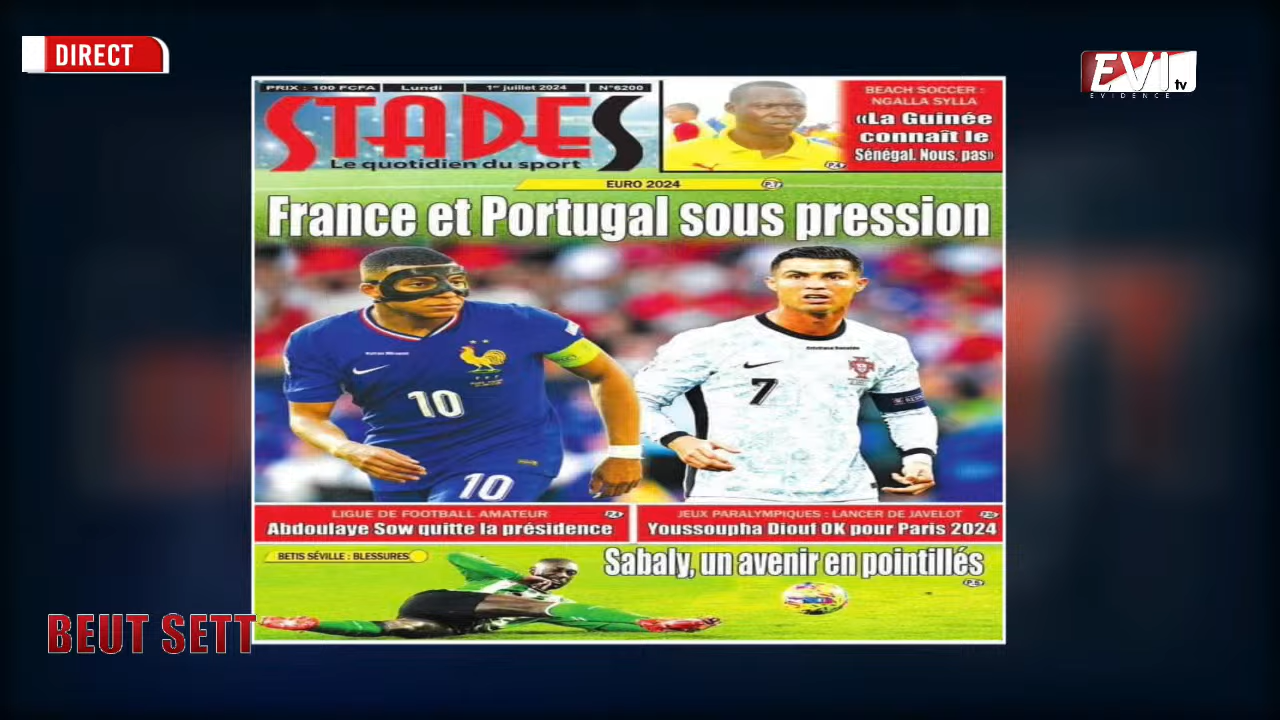 DIRECT
EVI tv
EVIDENCE
PRIX : 100 FCFA
Lundi
1er juillet 2024
N°6200
STADES
Le quotidien du sport
BEACH SOCCER :
NGALLA SYLLA
«La Guinée
connaît le
Sénégal. Nous, pas»
P.4
EURO 2024
P.7
France et Portugal sous pression
10
10
7
LIGUE DE FOOTBALL AMATEUR
P.4
Abdoulaye Sow quitte la présidence
JEUX PARALYMPIQUES : LANCER DE JAVELOT
Youssoupha Diouf OK pour Paris 2024
BETIS SÉVILLE : BLESSURES
Sabaly, un avenir en pointillés
BEUT SETT